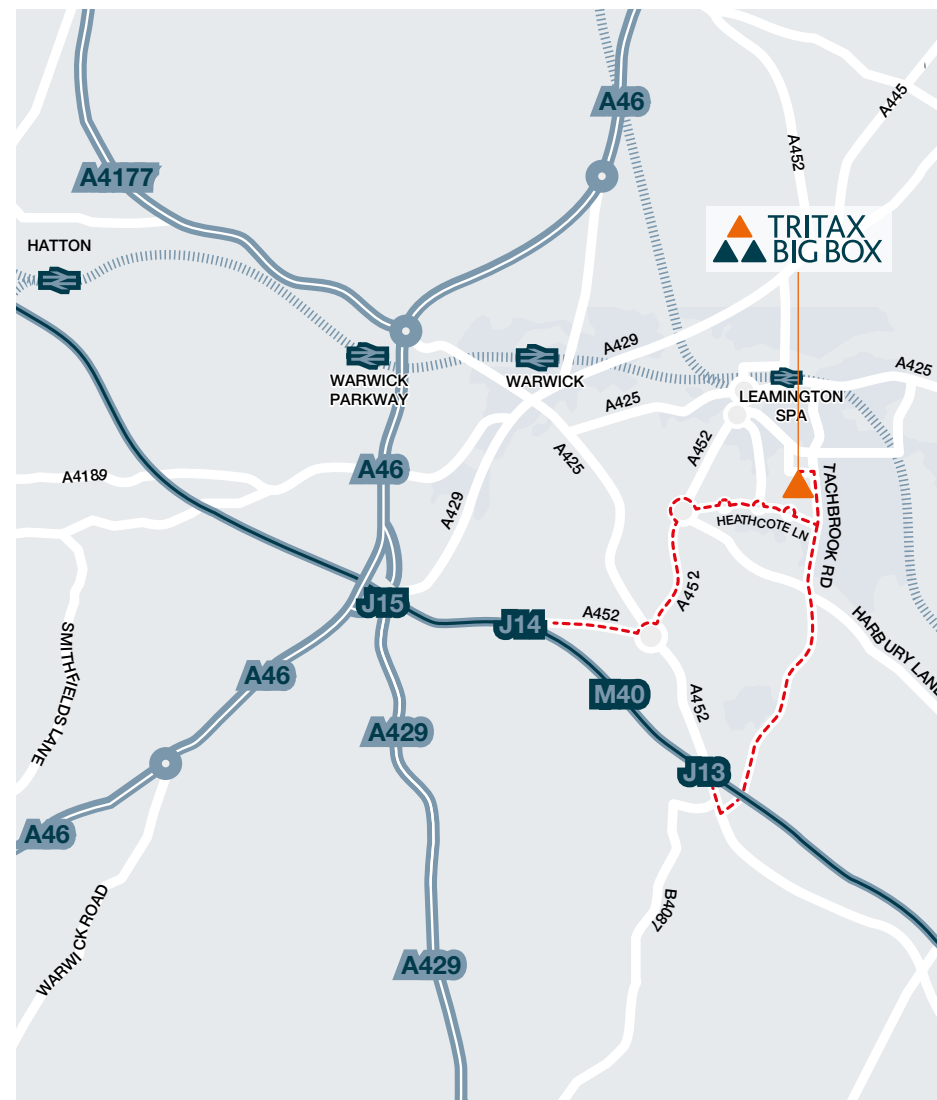 A46
A445
A452
A4177
TRITAX
BIG BOX
HATTON
A429
WARWICK
PARKWAY
WARWICK
A425
LEAMINGTON
SPA
A425
A452
A425
A46
A4189
A429
TACHBROOK RD
HEATHCOTE LN
A452
J15
A452
J14
HARBURY LANE
SMITHFIELDS LANE
A46
M40
A452
A429
J13
A46
B4087
WARWICK ROAD
A429